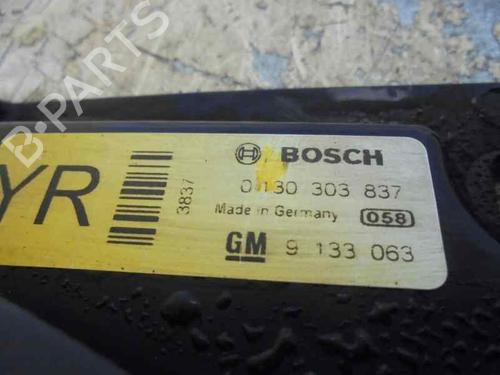 B-PARTS
YR
3837
BOSCH
0 130 303 837
Made in Germany 058
GM 9 133 063